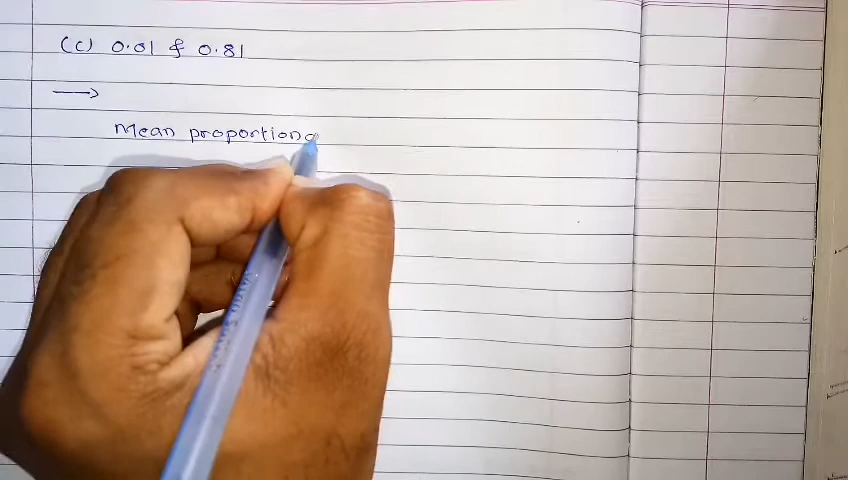 (c) 0.01 & 0.81
→
Mean proportiona